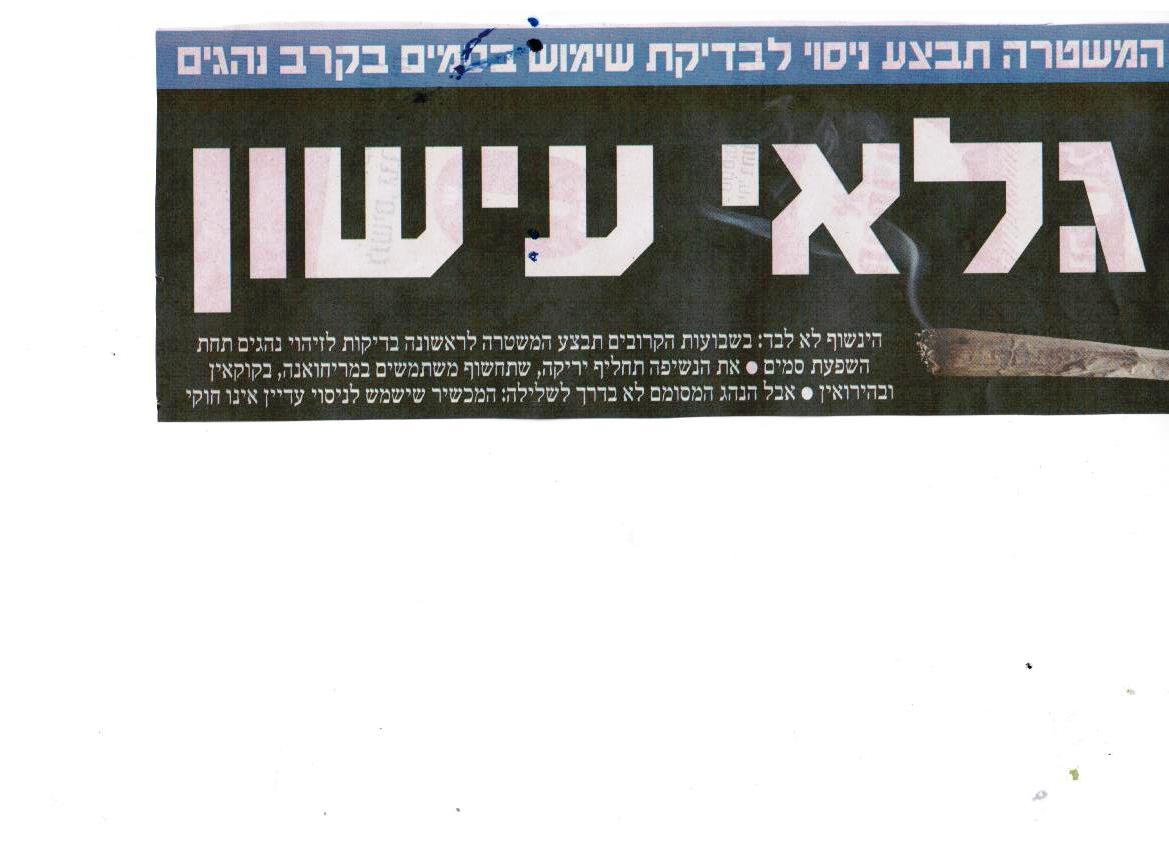 המשטרה תבצע ניסוי לבדיקת שימוש בסמים בקרב נהגים
גלאי עישון
הינשוף לא לבד: בשבועות הקרובים תבצע המשטרה לראשונה בדיקות לזיהוי נהגים תחת
השפעת סמים ● את הנשיפה תחליף יריקה, שתחשוף משתמשים במריחואנה, בקוקאין
ובהירואין ● אבל הנהג המסומם לא בדרך לשלילה: המכשיר שישמש לניסוי עדיין אינו חוקי